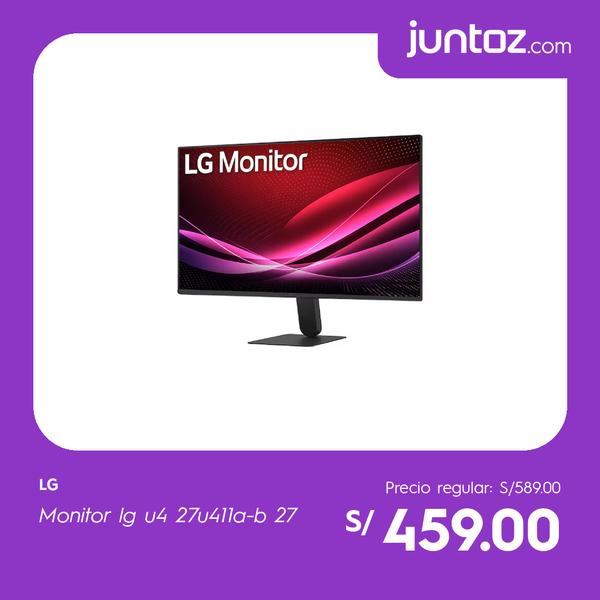 juntoz.com
LG Monitor
LG
Monitor lg u4 27u411a-b 27
Precio regular: S/589.00
S/ 459.00